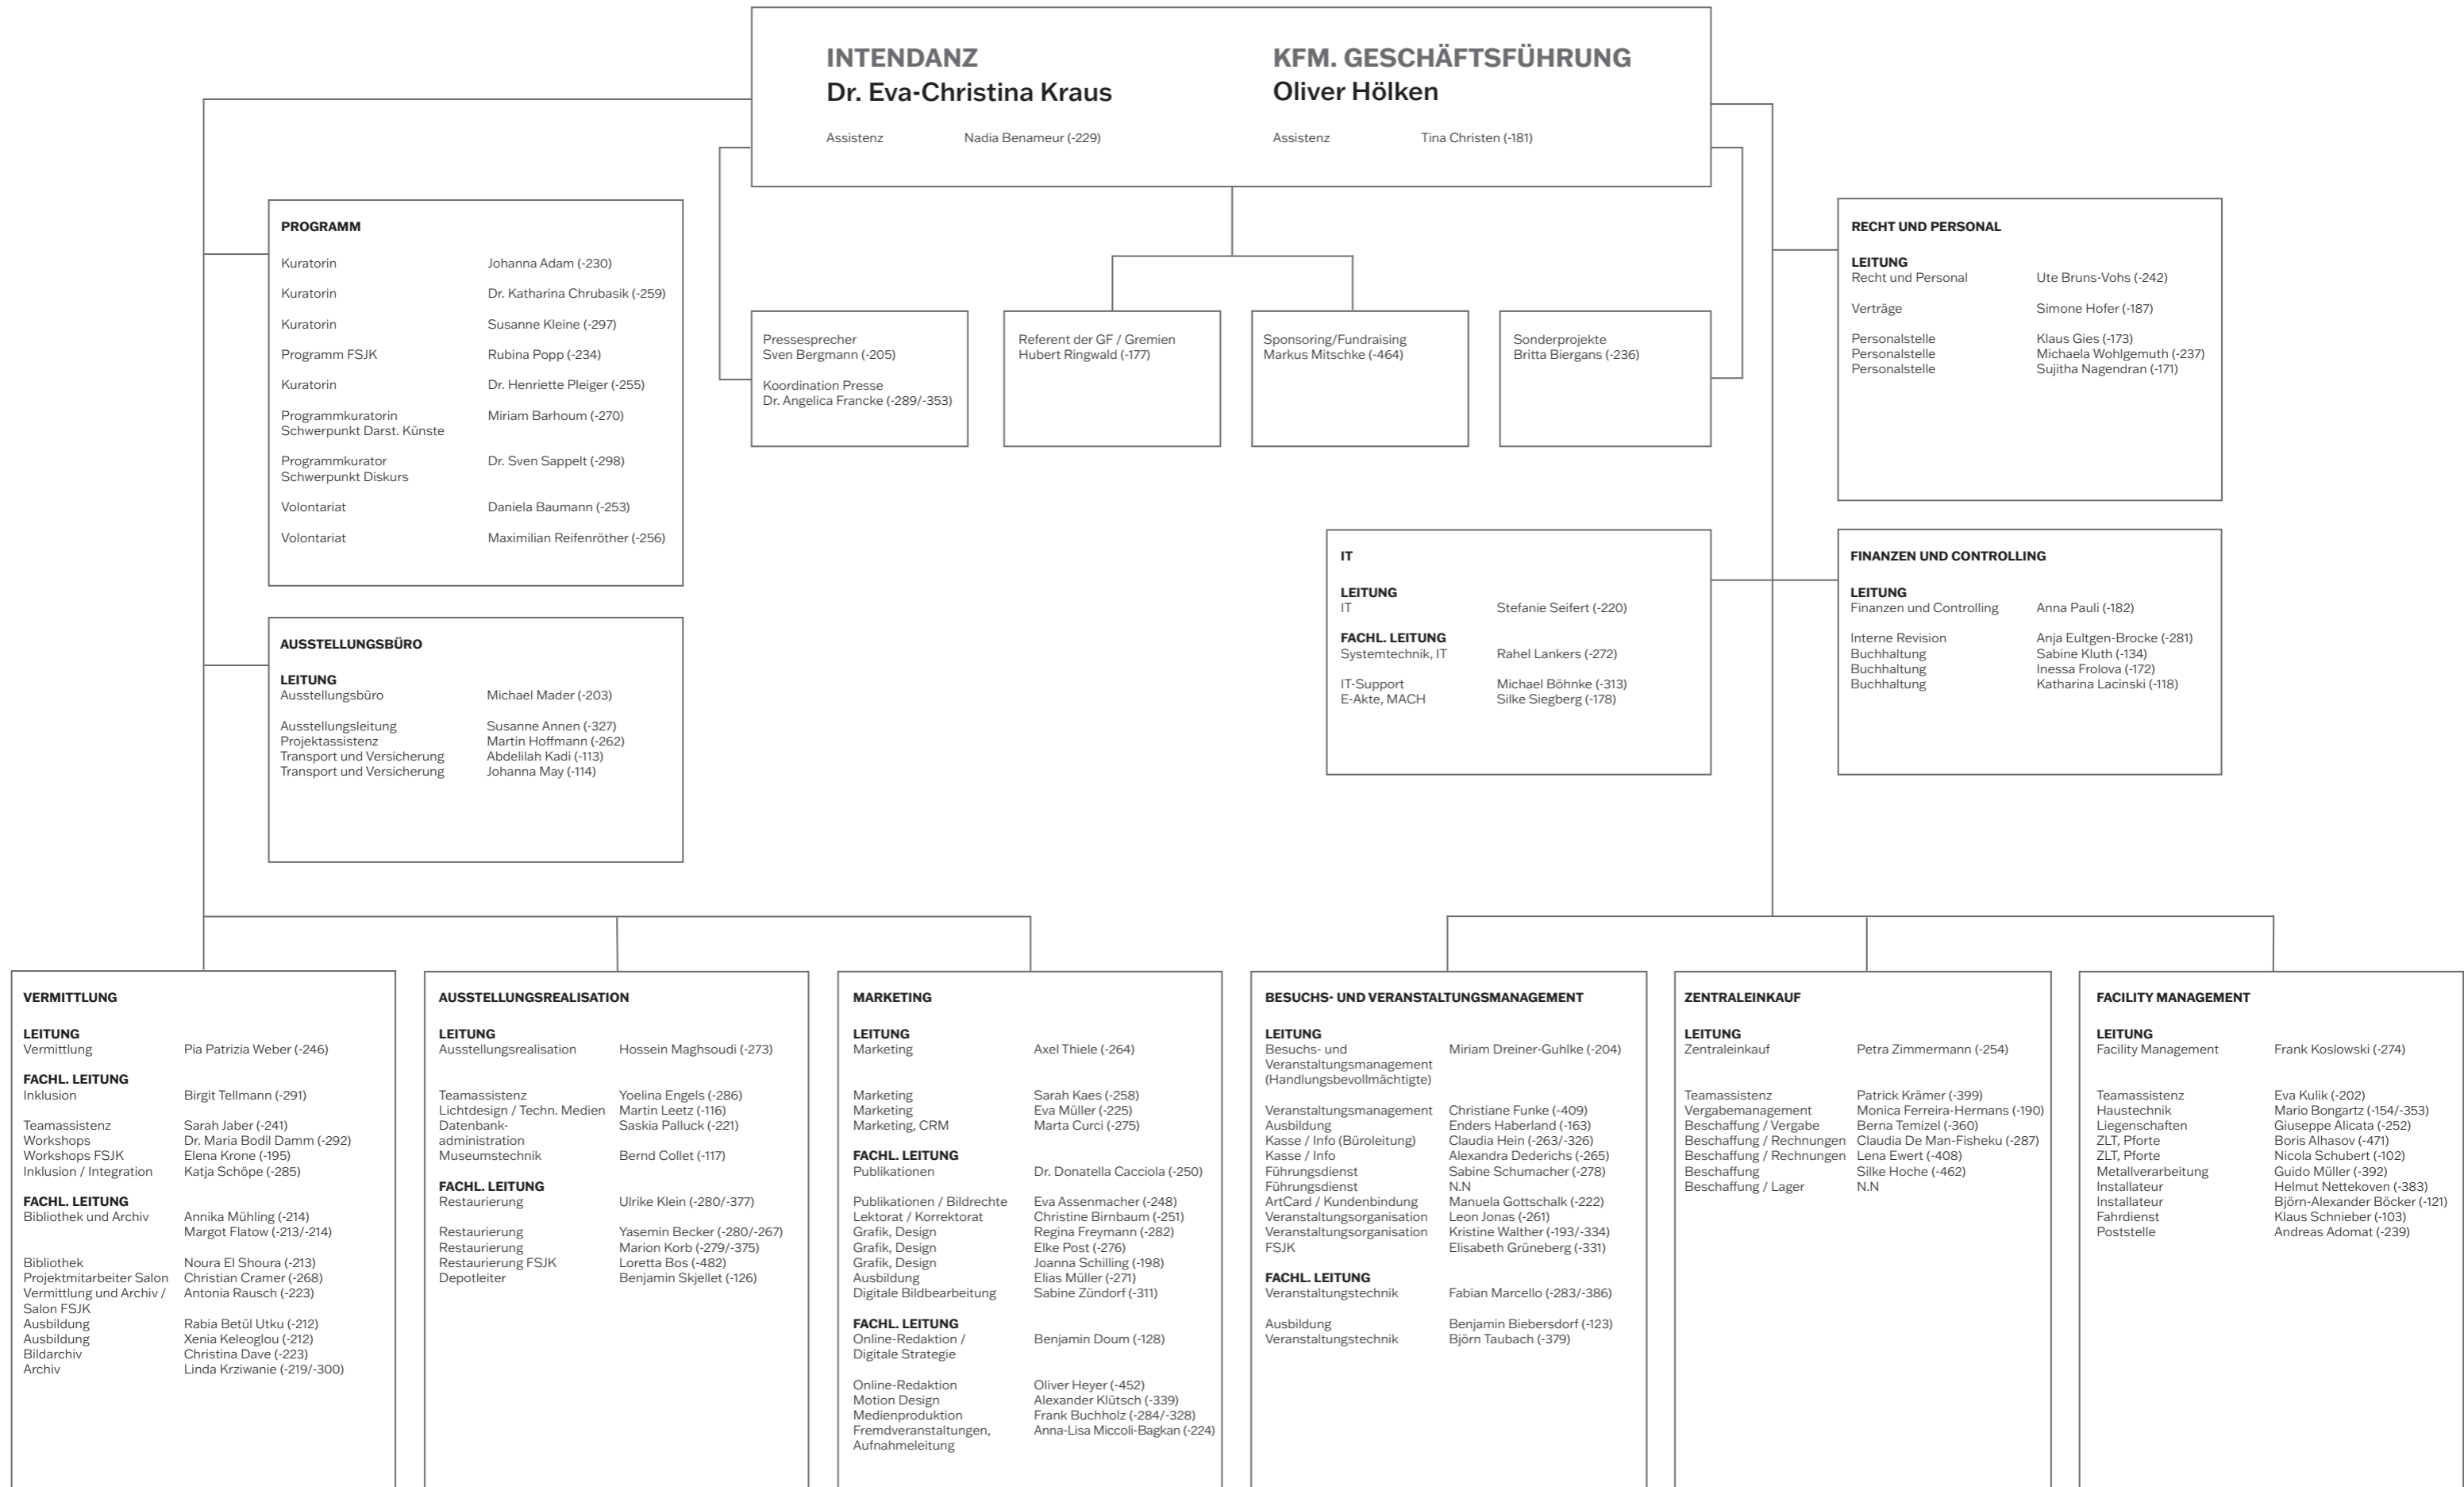 INTENDANZ
Dr. Eva-Christina Kraus
Assistenz Nadia Benameur (-229)
KFM. GESCHÄFTSFÜHRUNG
Oliver Hölken
Assistenz Tina Christen (-181)
PROGRAMM
Kuratorin Johanna Adam (-230)
Kuratorin Dr. Katharina Chrubasik (-259)
Kuratorin Susanne Kleine (-297)
Programm FSJK Rubina Popp (-234)
Kuratorin Dr. Henriette Pleiger (-255)
Programmkuratorin Miriam Barhoum (-270)
Schwerpunkt Darst. Künste
Programmkurator Dr. Sven Sappelt (-298)
Schwerpunkt Diskurs
Volontariat Daniela Baumann (-253)
Volontariat Maximilian Reifenröther (-256)
Pressesprecher
Sven Bergmann (-205)
Koordination Presse
Dr. Angelica Francke (-289/-353)
Referent der GF / Gremien
Hubert Ringwald (-177)
Sponsoring/Fundraising
Markus Mitschke (-464)
Sonderprojekte
Britta Biergans (-236)
RECHT UND PERSONAL
LEITUNG
Recht und Personal Ute Bruns-Vohs (-242)
Verträge Simone Hofer (-187)
Personalstelle Klaus Gies (-173)
Personalstelle Michaela Wohlgemuth (-237)
Personalstelle Sujitha Nagendran (-171)
AUSSTELLUNGSBÜRO
LEITUNG
Ausstellungsbüro Michael Mader (-203)
Ausstellungsleitung Susanne Annen (-327)
Projektassistenz Martin Hoffmann (-262)
Transport und Versicherung Abdelilah Kadi (-113)
Transport und Versicherung Johanna May (-114)
IT
LEITUNG
IT Stefanie Seifert (-220)
FACHL. LEITUNG
Systemtechnik, IT Rahel Lankers (-272)
IT-Support Michael Böhnke (-313)
E-Akte, MACH Silke Siegberg (-178)
FINANZEN UND CONTROLLING
LEITUNG
Finanzen und Controlling Anna Pauli (-182)
Interne Revision Anja Eultgen-Brocke (-281)
Buchhaltung Sabine Kluth (-134)
Buchhaltung Inessa Frolova (-172)
Buchhaltung Katharina Lacinski (-118)
VERMITTLUNG
LEITUNG
Vermittlung Pia Patrizia Weber (-246)
FACHL. LEITUNG
Inklusion Birgit Tellmann (-291)
Teamassistenz Sarah Jaber (-241)
Workshops Dr. Maria Bodil Damm (-292)
Workshops FSJK Elena Krone (-195)
Inklusion / Integration Katja Schöpe (-285)
FACHL. LEITUNG
Bibliothek und Archiv Annika Mühling (-214)
Margot Flatow (-213/-214)
Bibliothek Noura El Shoura (-213)
Projektmitarbeiter Salon Christian Cramer (-268)
Vermittlung und Archiv / Antonia Rausch (-223)
Salon FSJK
Ausbildung Rabia Betül Utku (-212)
Ausbildung Xenia Keleoglou (-212)
Bildarchiv Christina Dave (-223)
Archiv Linda Krziwanie (-219/-300)
AUSSTELLUNGSREALISATION
LEITUNG
Ausstellungsrealisation Hossein Maghsoudi (-273)
Teamassistenz Yoelina Engels (-286)
Lichtdesign / Techn. Medien Martin Leetz (-116)
Datenbank- Saskia Palluck (-221)
administration
Museumstechnik Bernd Collet (-117)
FACHL. LEITUNG
Restaurierung Ulrike Klein (-280/-377)
Restaurierung Yasemin Becker (-280/-267)
Restaurierung Marion Korb (-279/-375)
Restaurierung FSJK Loretta Bos (-482)
Depotleiter Benjamin Skjellet (-126)
MARKETING
LEITUNG
Marketing Axel Thiele (-264)
Marketing Sarah Kaes (-258)
Marketing Eva Müller (-225)
Marketing, CRM Marta Curci (-275)
FACHL. LEITUNG
Publikationen Dr. Donatella Cacciola (-250)
Publikationen / Bildrechte Eva Assenmacher (-248)
Lektorat / Korrektorat Christine Birnbaum (-251)
Grafik, Design Regina Freymann (-282)
Grafik, Design Elke Post (-276)
Grafik, Design Joanna Schilling (-198)
Ausbildung Elias Müller (-271)
Digitale Bildbearbeitung Sabine Zündorf (-311)
FACHL. LEITUNG
Online-Redaktion / Benjamin Doum (-128)
Digitale Strategie
Online-Redaktion Oliver Heyer (-452)
Motion Design Alexander Klütsch (-339)
Medienproduktion Frank Buchholz (-284/-328)
Fremdveranstaltungen, Anna-Lisa Miccoli-Bagkan (-224)
Aufnahmeleitung
BESUCHS- UND VERANSTALTUNGSMANAGEMENT
LEITUNG
Besuchs- und Miriam Dreiner-Guhlke (-204)
Veranstaltungsmanagement
(Handlungsbevollmächtigte)
Veranstaltungsmanagement Christiane Funke (-409)
Ausbildung Enders Haberland (-163)
Kasse / Info (Büroleitung) Claudia Hein (-263/-326)
Kasse / Info Alexandra Dederichs (-265)
Führungsdienst Sabine Schumacher (-278)
Führungsdienst N.N
ArtCard / Kundenbindung Manuela Gottschalk (-222)
Veranstaltungsorganisation Leon Jonas (-261)
Veranstaltungsorganisation Kristine Walther (-193/-334)
FSJK Elisabeth Grüneberg (-331)
FACHL. LEITUNG
Veranstaltungstechnik Fabian Marcello (-283/-386)
Ausbildung Benjamin Biebersdorf (-123)
Veranstaltungstechnik Björn Taubach (-379)
ZENTRALEINKAUF
LEITUNG
Zentraleinkauf Petra Zimmermann (-254)
Teamassistenz Patrick Krämer (-399)
Vergabemanagement Monica Ferreira-Hermans (-190)
Beschaffung / Vergabe Berna Temizel (-360)
Beschaffung / Rechnungen Claudia De Man-Fisheku (-287)
Beschaffung / Rechnungen Lena Ewert (-408)
Beschaffung Silke Hoche (-462)
Beschaffung / Lager N.N
FACILITY MANAGEMENT
LEITUNG
Facility Management Frank Koslowski (-274)
Teamassistenz Eva Kulik (-202)
Haustechnik Mario Bongartz (-154/-353)
Liegenschaften Giuseppe Alicata (-252)
ZLT, Pforte Boris Alhasov (-471)
ZLT, Pforte Nicola Schubert (-102)
Metallverarbeitung Guido Müller (-392)
Installateur Helmut Nettekoven (-383)
Installateur Björn-Alexander Böcker (-121)
Fahrdienst Klaus Schnieber (-103)
Poststelle Andreas Adomat (-239)